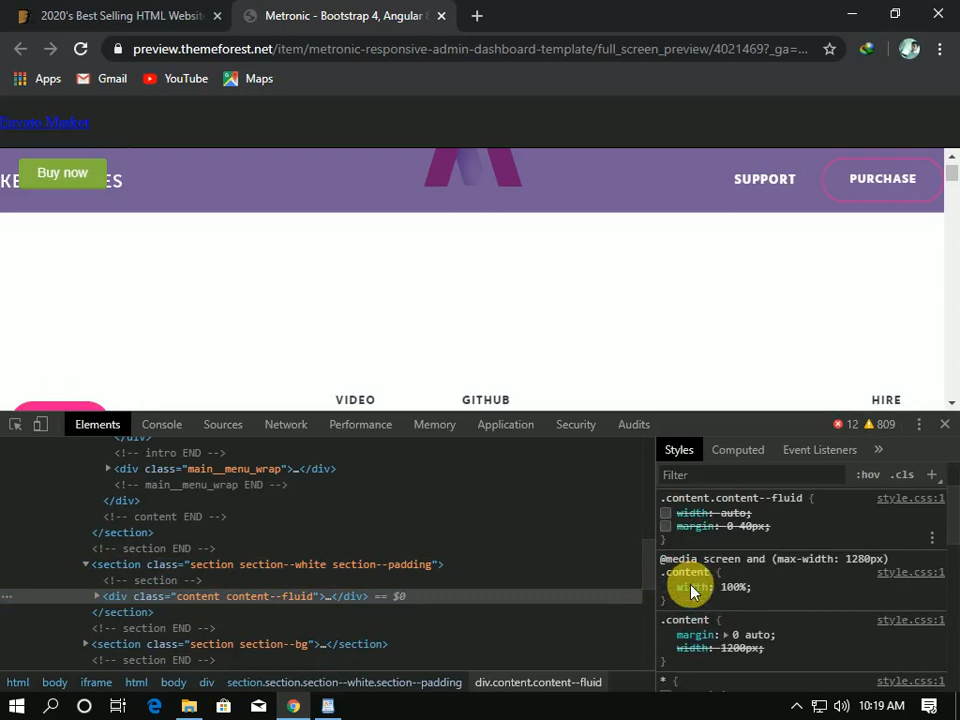 2020's Best Selling HTML Websit
Metronic - Bootstrap 4, Angular 8
preview.themeforest.net/item/metronic-responsive-admin-dashboard-template/full_screen_preview/4021469?_ga=...
Apps Gmail YouTube Maps
Envato Market
Buy now
KE ES
SUPPORT PURCHASE
VIDEO GITHUB HIRE
Elements Console Sources Network Performance Memory Application Security Audits 12 809
</div>
<!-- intro END -->
<div class="main__menu_wrap">…</div>
<!-- main__menu_wrap END -->
</div>
<!-- content END -->
</section>
<!-- section END -->
<section class="section section--white section--padding">
<!-- section -->
<div class="content content--fluid">…</div> == $0
</section>
<!-- section END -->
<section class="section section--bg">…</section>
<!-- section END -->
html body iframe html body div section.section.section--white.section--padding div.content.content--fluid
Styles Computed Event Listeners »
Filter :hov .cls +
.content.content--fluid { style.css:1
width: auto;
margin: 0 40px;
}
@media screen and (max-width: 1280px)
.content { style.css:1
width: 100%;
}
.content { style.css:1
margin: 0 auto;
width: 1200px;
}
* { style.css:1
10:19 AM